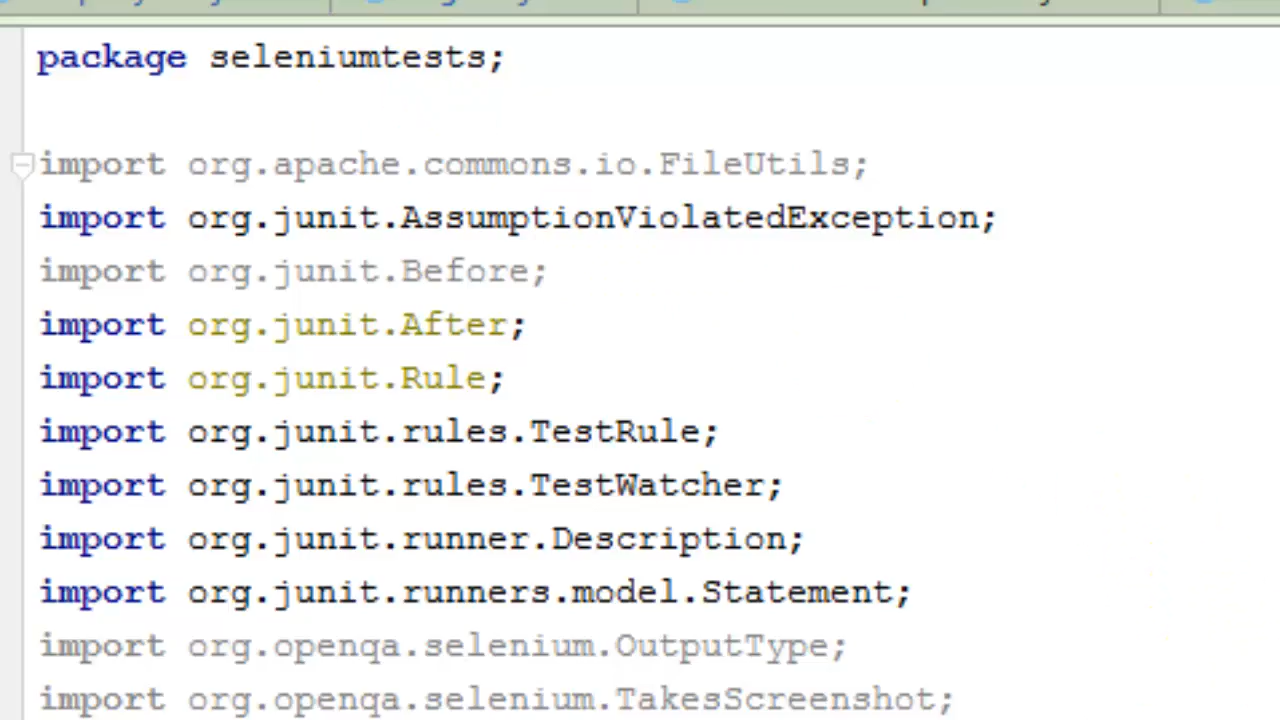 package seleniumtests;
import org.apache.commons.io.FileUtils;
import org.junit.AssumptionViolatedException;
import org.junit.Before;
import org.junit.After;
import org.junit.Rule;
import org.junit.rules.TestRule;
import org.junit.rules.TestWatcher;
import org.junit.runner.Description;
import org.junit.runners.model.Statement;
import org.openqa.selenium.OutputType;
import org.openqa.selenium.TakesScreenshot;